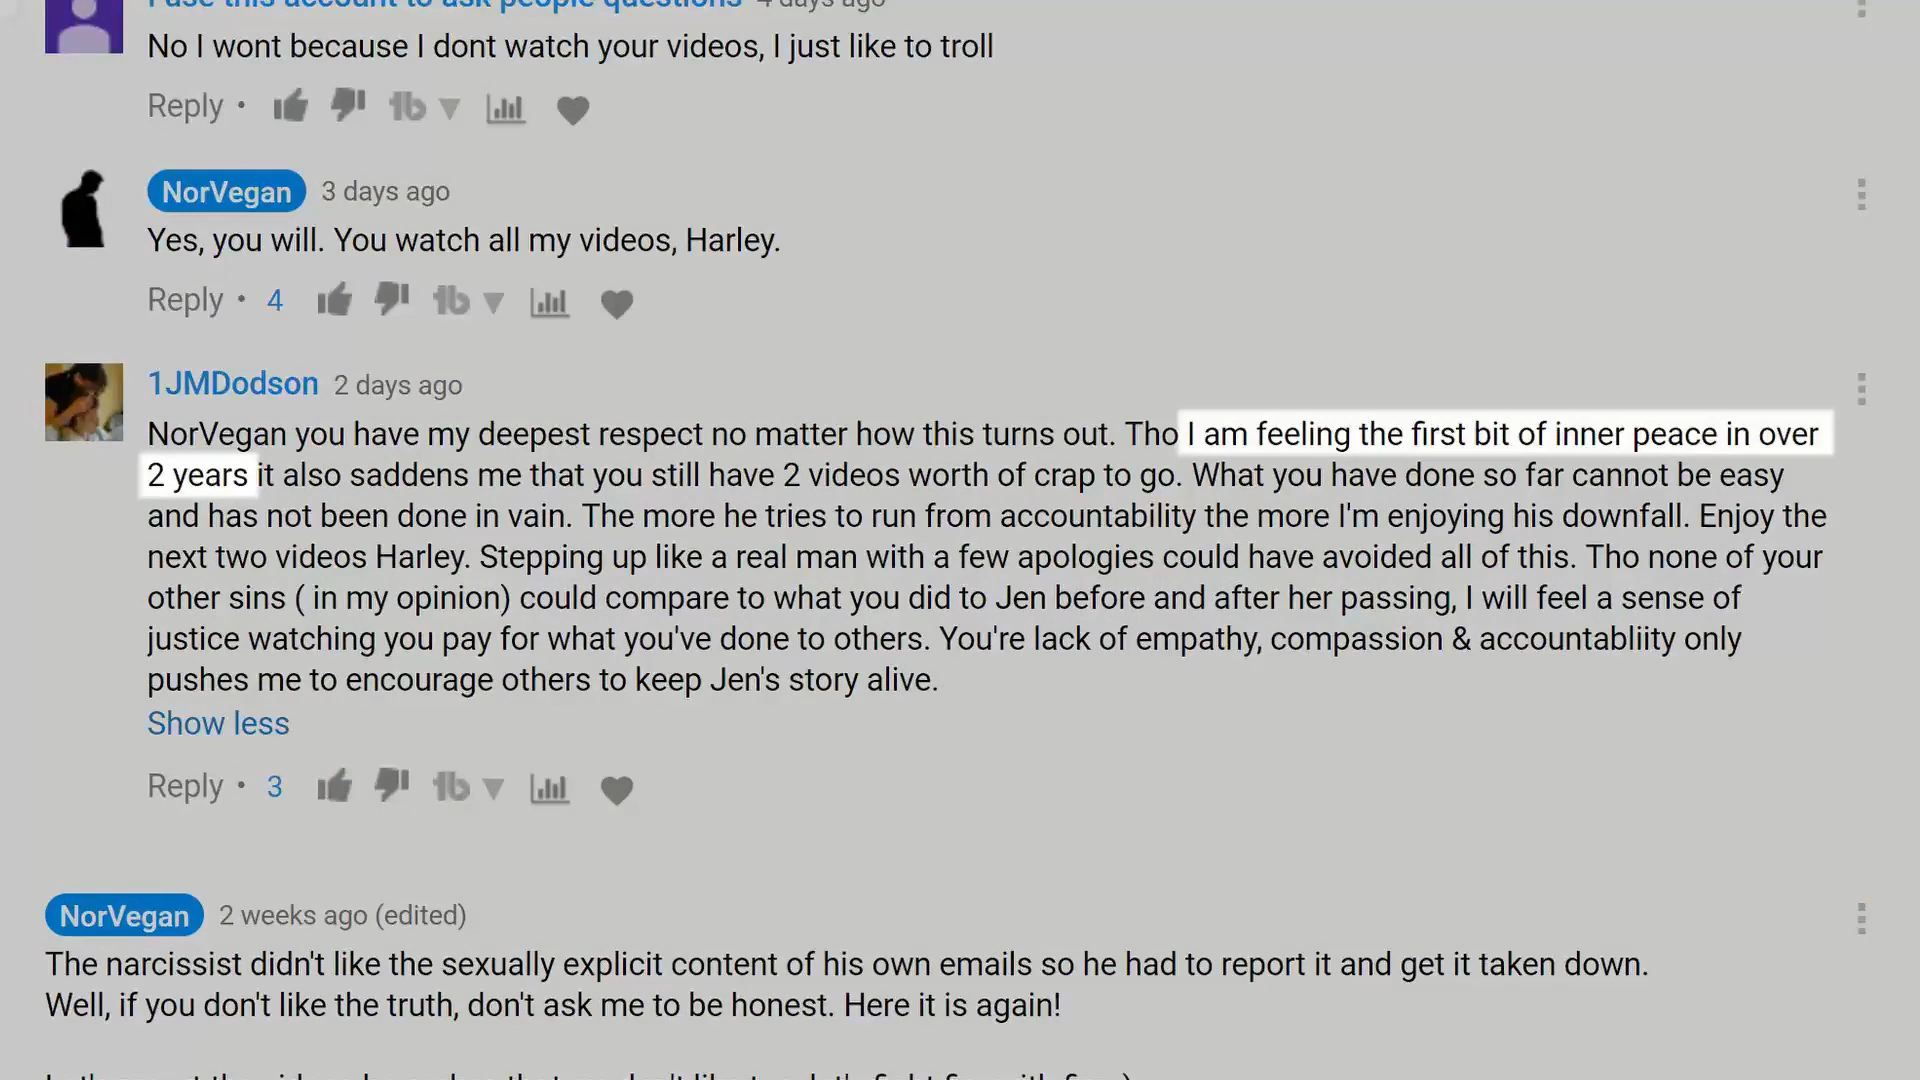 I use this account to ask people questions 4 days ago
No I wont because I dont watch your videos, I just like to troll
Reply •
NorVegan 3 days ago
Yes, you will. You watch all my videos, Harley.
Reply • 4
1JMDodson 2 days ago
NorVegan you have my deepest respect no matter how this turns out. Tho I am feeling the first bit of inner peace in over
2 years it also saddens me that you still have 2 videos worth of crap to go. What you have done so far cannot be easy
and has not been done in vain. The more he tries to run from accountability the more I'm enjoying his downfall. Enjoy the
next two videos Harley. Stepping up like a real man with a few apologies could have avoided all of this. Tho none of your
other sins ( in my opinion) could compare to what you did to Jen before and after her passing, I will feel a sense of
justice watching you pay for what you've done to others. You're lack of empathy, compassion & accountabliity only
pushes me to encourage others to keep Jen's story alive.
Show less
Reply • 3
NorVegan 2 weeks ago (edited)
The narcissist didn't like the sexually explicit content of his own emails so he had to report it and get it taken down.
Well, if you don't like the truth, don't ask me to be honest. Here it is again!